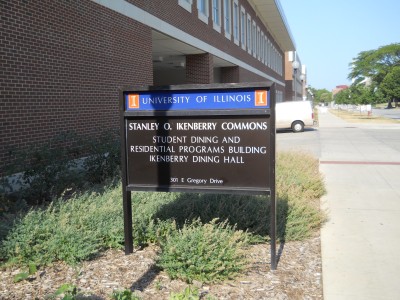 I UNIVERSITY OF ILLINOIS I
STANLEY O. IKENBERRY COMMONS
STUDENT DINING AND
RESIDENTIAL PROGRAMS BUILDING
IKENBERRY DINING HALL
301 E Gregory Drive